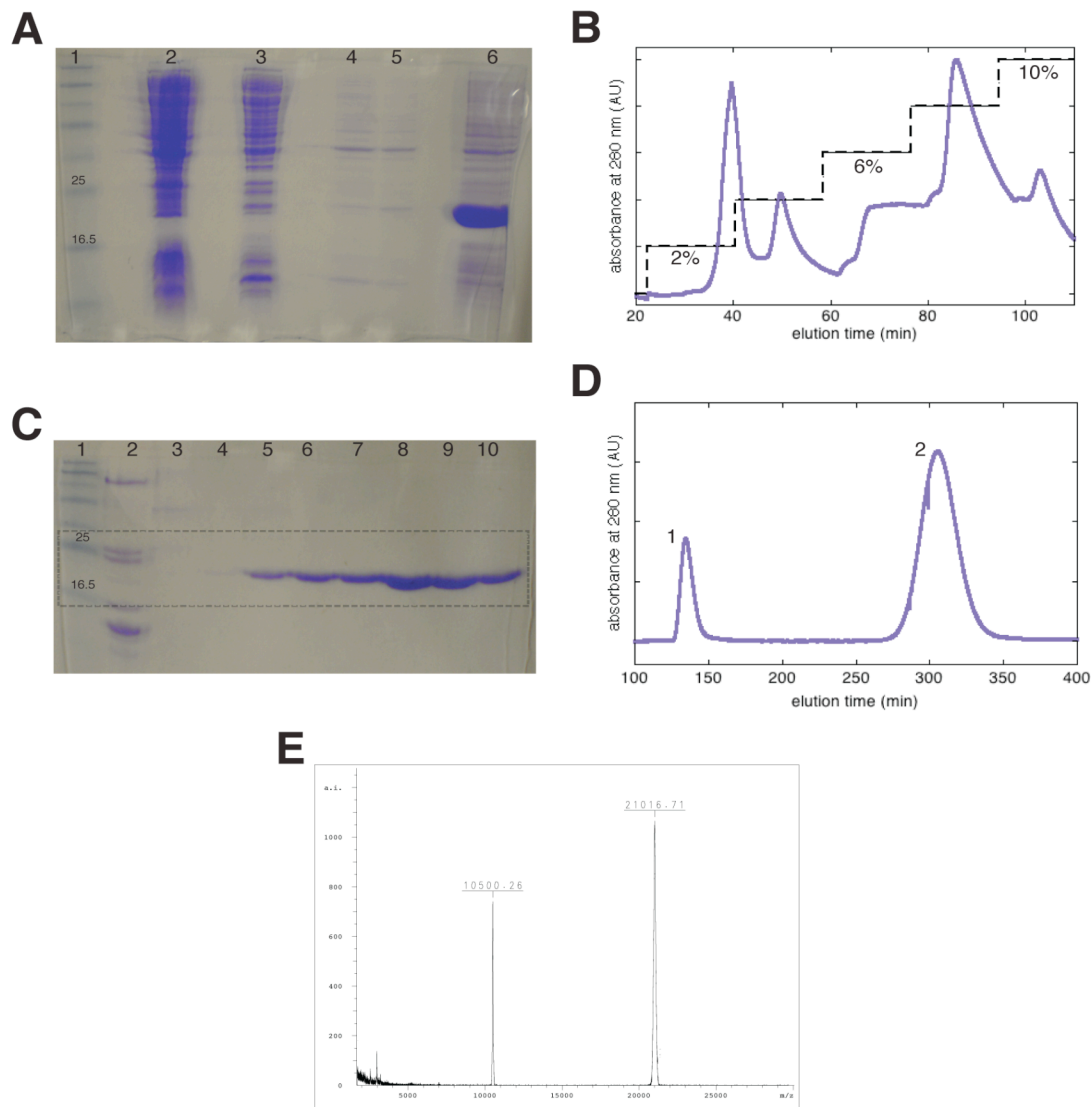 A
1 2 3 4 5 6
25
16.5
B
absorbance at 280 nm (AU)
2%
6%
10%
20 40 60 80 100
elution time (min)
C
1 2 3 4 5 6 7 8 9 10
25
16.5
D
absorbance at 280 nm (AU)
1
2
100 150 200 250 300 350 400
elution time (min)
E
a.i.
21016.71
1000
10500.26
800
600
400
200
0
5000 10000 15000 20000 25000 m/z